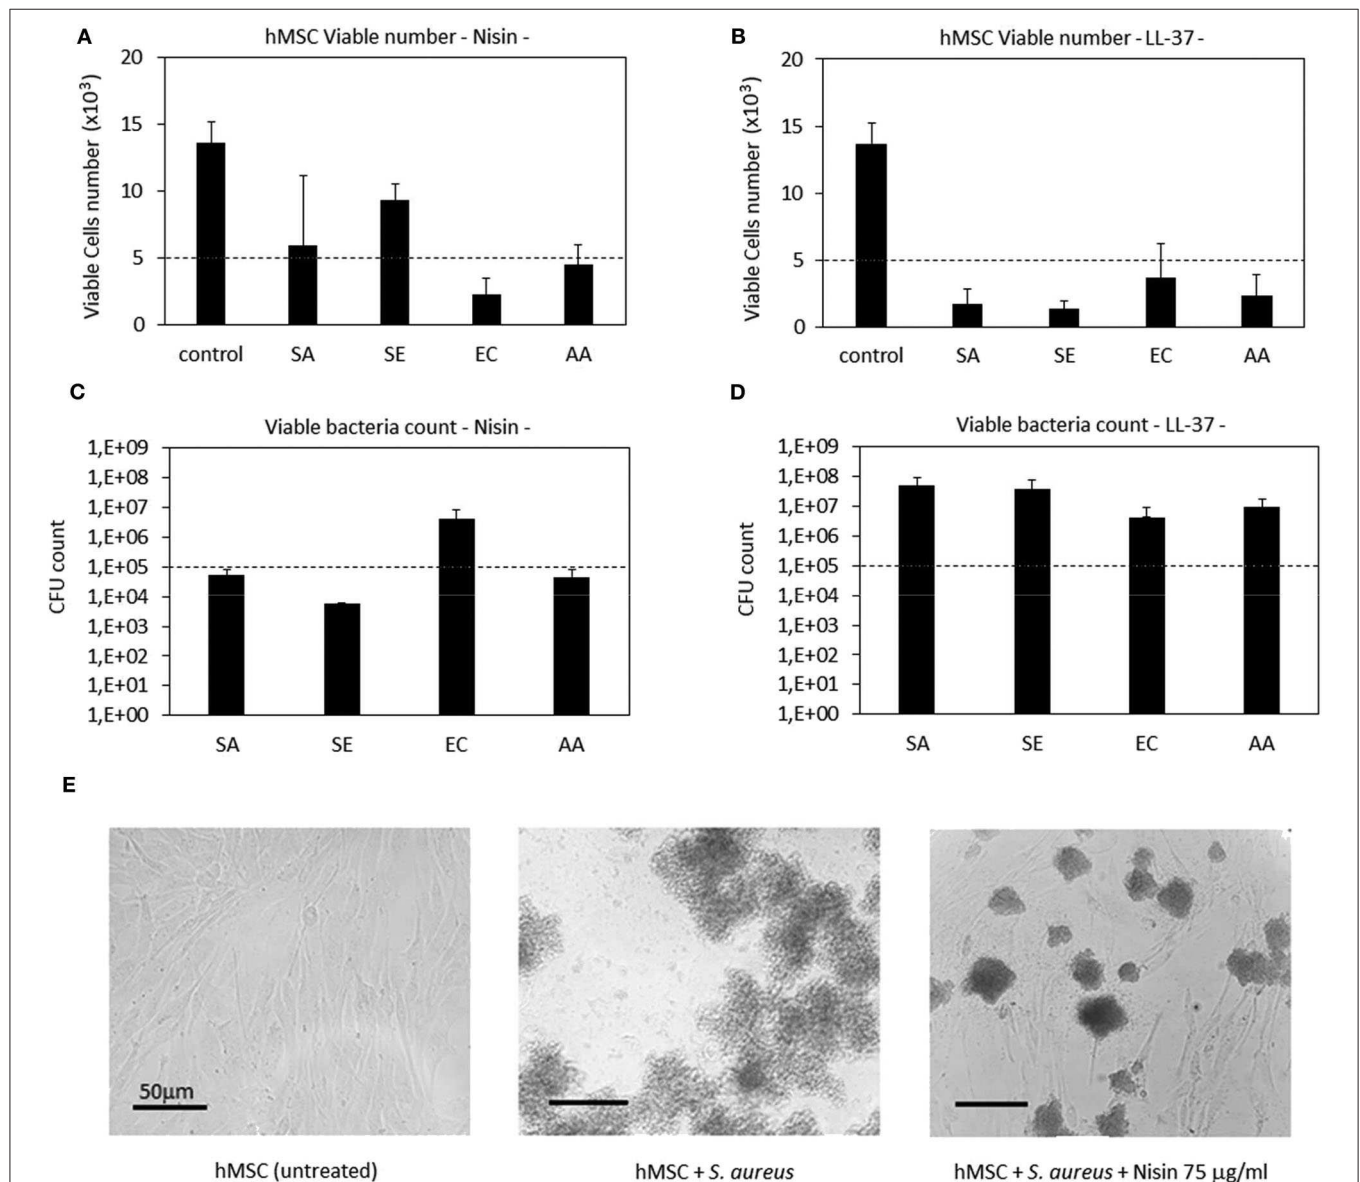 A
hMSC Viable number - Nisin -
Viable Cells number (x10³)
20
15
10
5
0
control SA SE EC AA
B
hMSC Viable number - LL-37 -
Viable Cells number (x10³)
20
15
10
5
0
control SA SE EC AA
C
Viable bacteria count - Nisin -
CFU count
1,E+09
1,E+08
1,E+07
1,E+06
1,E+05
1,E+04
1,E+03
1,E+02
1,E+01
1,E+00
SA SE EC AA
D
Viable bacteria count - LL-37 -
CFU count
1,E+09
1,E+08
1,E+07
1,E+06
1,E+05
1,E+04
1,E+03
1,E+02
1,E+01
1,E+00
SA SE EC AA
E
50μm
hMSC (untreated)
hMSC + S. aureus
hMSC + S. aureus + Nisin 75 μg/ml